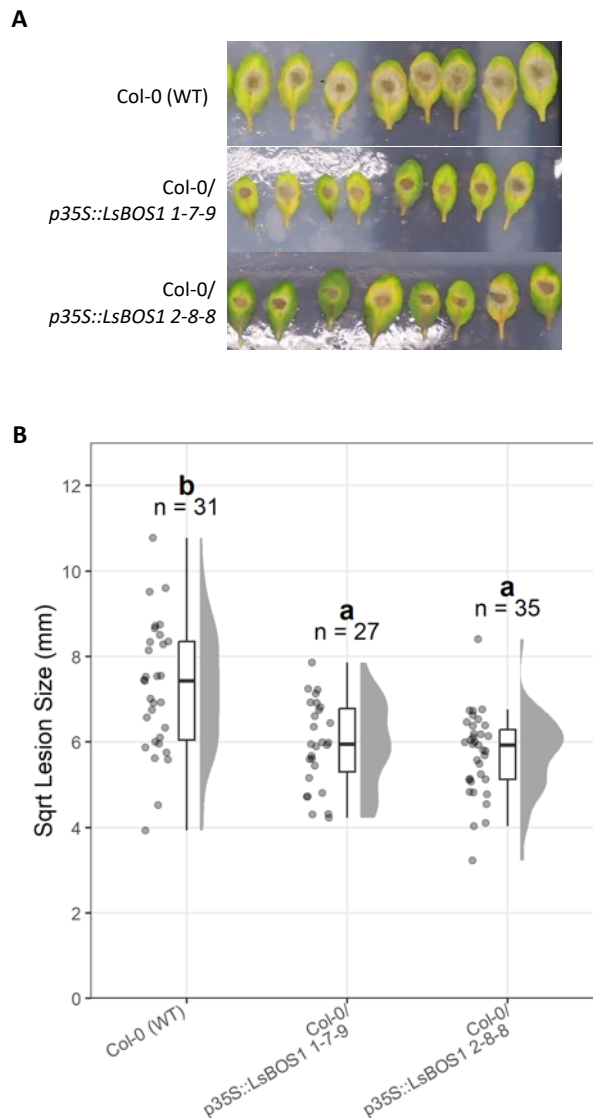 A
Col-0 (WT)
Col-0/
p35S::LsBOS1 1-7-9
Col-0/
p35S::LsBOS1 2-8-8
B
Sqrt Lesion Size (mm)
12
10
8
6
4
2
0
b
n = 31
a
n = 27
a
n = 35
Col-0 (WT)
Col-0/
p35S::LsBOS1 1-7-9
Col-0/
p35S::LsBOS1 2-8-8